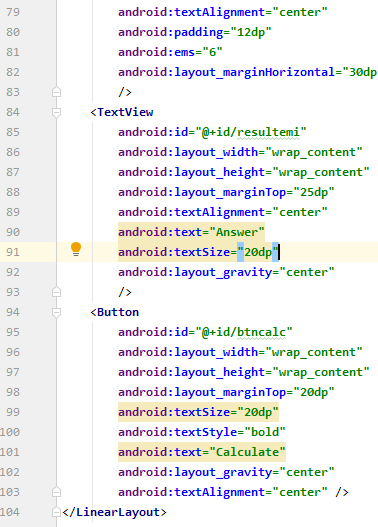 79 android:textAlignment="center"
80 android:padding="12dp"
81 android:ems="6"
82 android:layout_marginHorizontal="30dp
83 />
84 <TextView
85 android:id="@+id/resultemi"
86 android:layout_width="wrap_content"
87 android:layout_height="wrap_content"
88 android:layout_marginTop="25dp"
89 android:textAlignment="center"
90 android:text="Answer"
91 android:textSize="20dp"
92 android:layout_gravity="center"
93 />
94 <Button
95 android:id="@+id/btncalc"
96 android:layout_width="wrap_content"
97 android:layout_height="wrap_content"
98 android:layout_marginTop="20dp"
99 android:textSize="20dp"
100 android:textStyle="bold"
101 android:text="Calculate"
102 android:layout_gravity="center"
103 android:textAlignment="center" />
104 </LinearLayout>